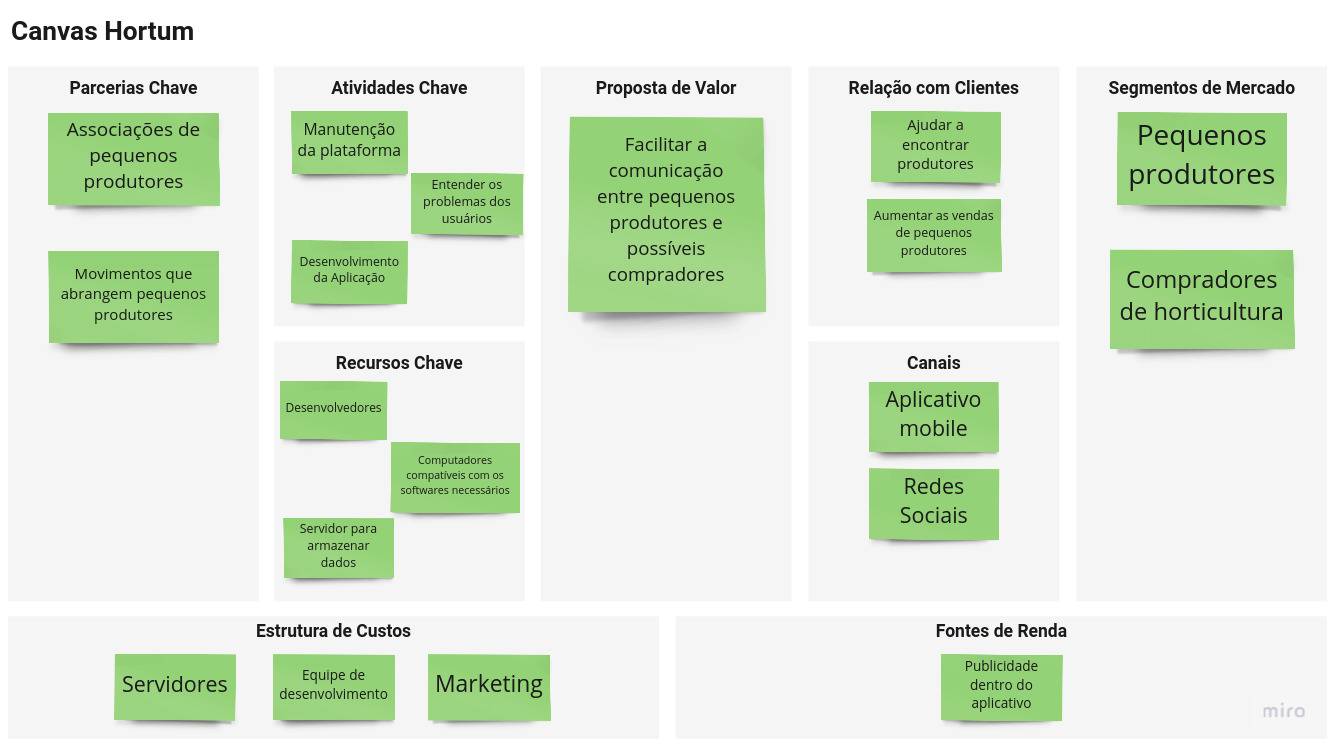 Canvas Hortum
Parcerias Chave
Associações de
pequenos
produtores
Movimentos que
abrangem pequenos
produtores
Atividades Chave
Manutenção
da plataforma
Entender os
problemas dos
usuários
Desenvolvimento
da Aplicação
Recursos Chave
Desenvolvedores
Computadores
compatíveis com os
softwares necessários
Servidor para
armazenar
dados
Proposta de Valor
Facilitar a
comunicação
entre pequenos
produtores e
possíveis
compradores
Relação com Clientes
Ajudar a
encontrar
produtores
Aumentar as vendas
de pequenos
produtores
Canais
Aplicativo
mobile
Redes
Sociais
Segmentos de Mercado
Pequenos
produtores
Compradores
de horticultura
Estrutura de Custos
Servidores
Equipe de
desenvolvimento
Marketing
Fontes de Renda
Publicidade
dentro do
aplicativo
miro